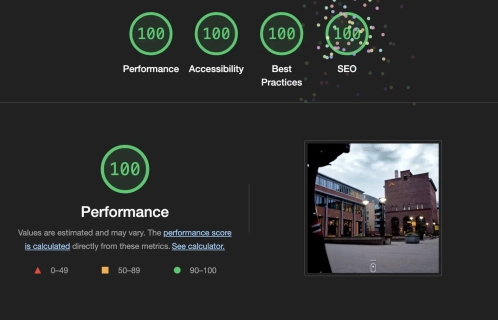 100 100 100 100
Performance Accessibility Best Practices SEO
100
Performance
Values are estimated and may vary. The performance score
is calculated directly from these metrics. See calculator.
0–49 50–89 90–100